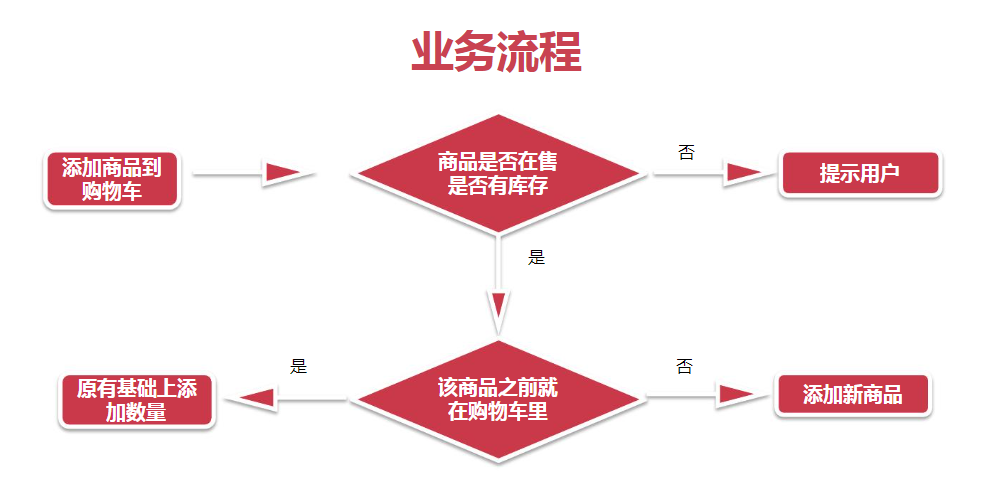 业务流程
添加商品到
购物车
商品是否在售
是否有库存
否
提示用户
是
是
原有基础上添
加数量
该商品之前就
在购物车里
否
添加新商品